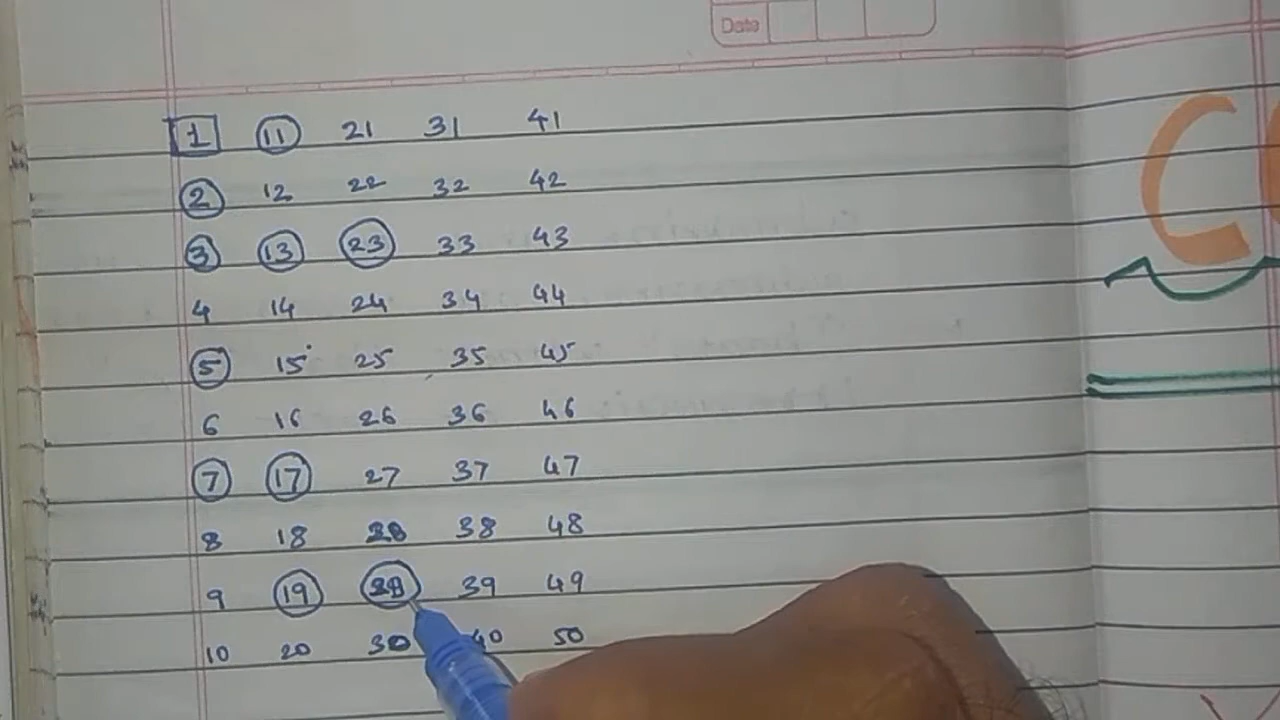 Date
1 11 21 31 41
2 12 22 32 42
3 13 23 33 43
4 14 24 34 44
5 15 25 35 45
6 16 26 36 46
7 17 27 37 47
8 18 28 38 48
9 19 29 39 49
10 20 30 40 50
C